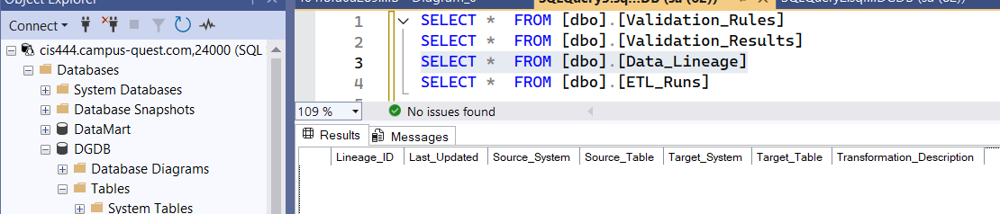 Object Explorer
Connect
cis444.campus-quest.com,24000 (SQL
Databases
System Databases
Database Snapshots
DataMart
DGDB
Database Diagrams
Tables
System Tables
1 SELECT * FROM [dbo].[Validation_Rules]
2 SELECT * FROM [dbo].[Validation_Results]
3 SELECT * FROM [dbo].[Data_Lineage]
4 SELECT * FROM [dbo].[ETL_Runs]
109 % No issues found
Results Messages
Lineage_ID Last_Updated Source_System Source_Table Target_System Target_Table Transformation_Description